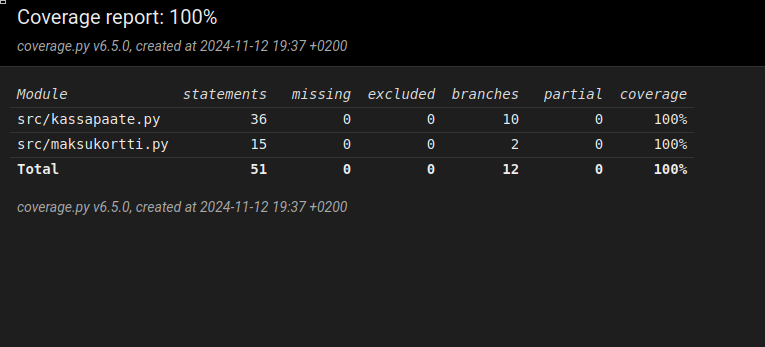 Coverage report: 100%
coverage.py v6.5.0, created at 2024-11-12 19:37 +0200
Module statements missing excluded branches partial coverage
src/kassapaate.py 36 0 0 10 0 100%
src/maksukortti.py 15 0 0 2 0 100%
Total 51 0 0 12 0 100%
coverage.py v6.5.0, created at 2024-11-12 19:37 +0200